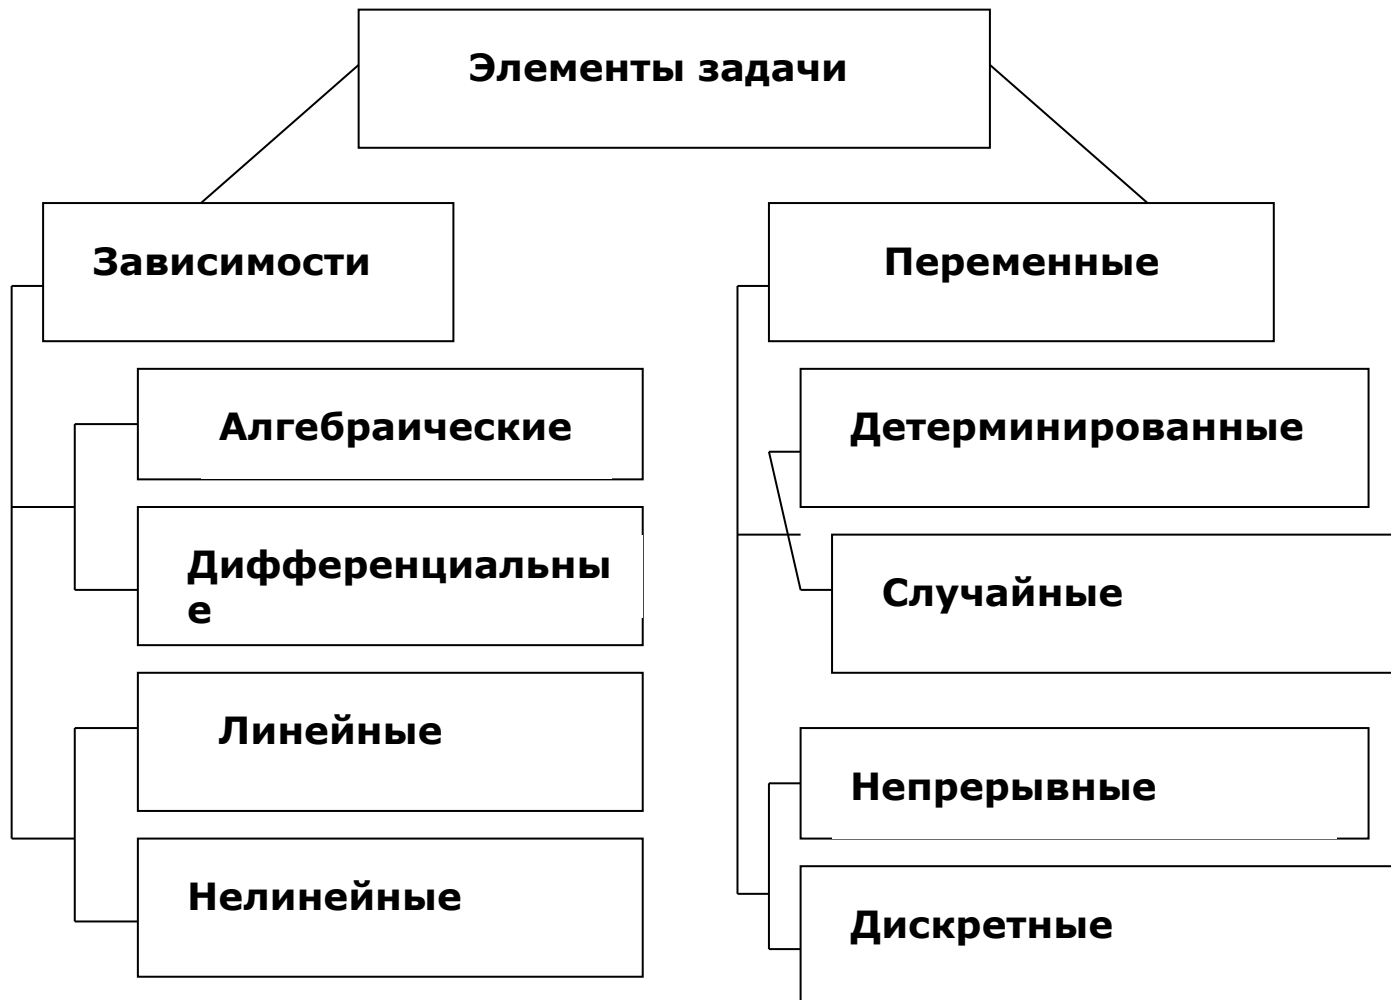 Элементы задачи
Зависимости
Алгебраические
Дифференциальны
е
Линейные
Нелинейные
Переменные
Детерминированные
Случайные
Непрерывные
Дискретные